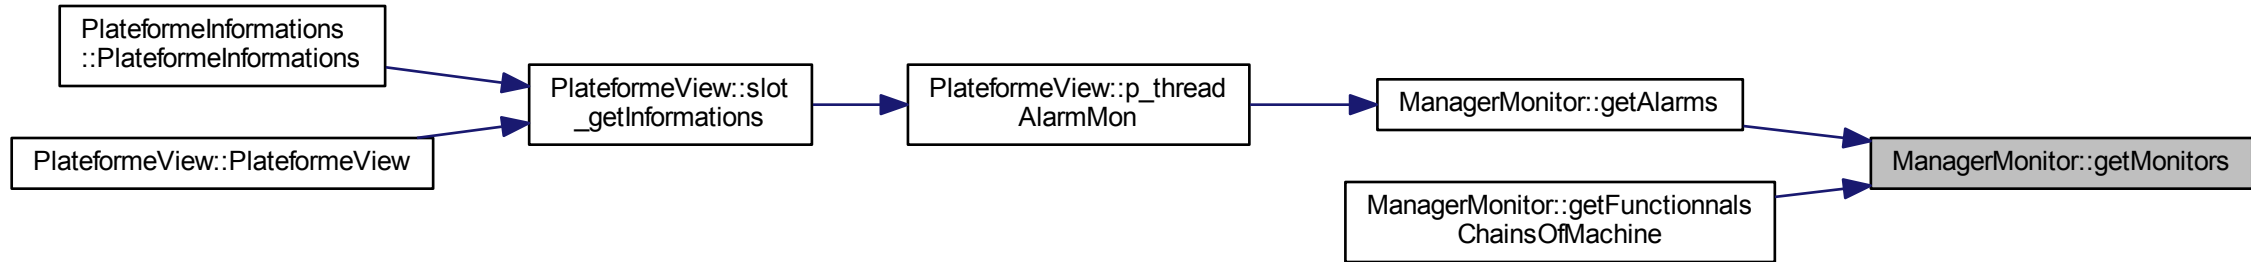 PlateformeInformations
::PlateformeInformations
PlateformeView::PlateformeView
PlateformeView::slot
_getInformations
PlateformeView::p_thread
AlarmMon
ManagerMonitor::getAlarms
ManagerMonitor::getFunctionnals
ChainsOfMachine
ManagerMonitor::getMonitors